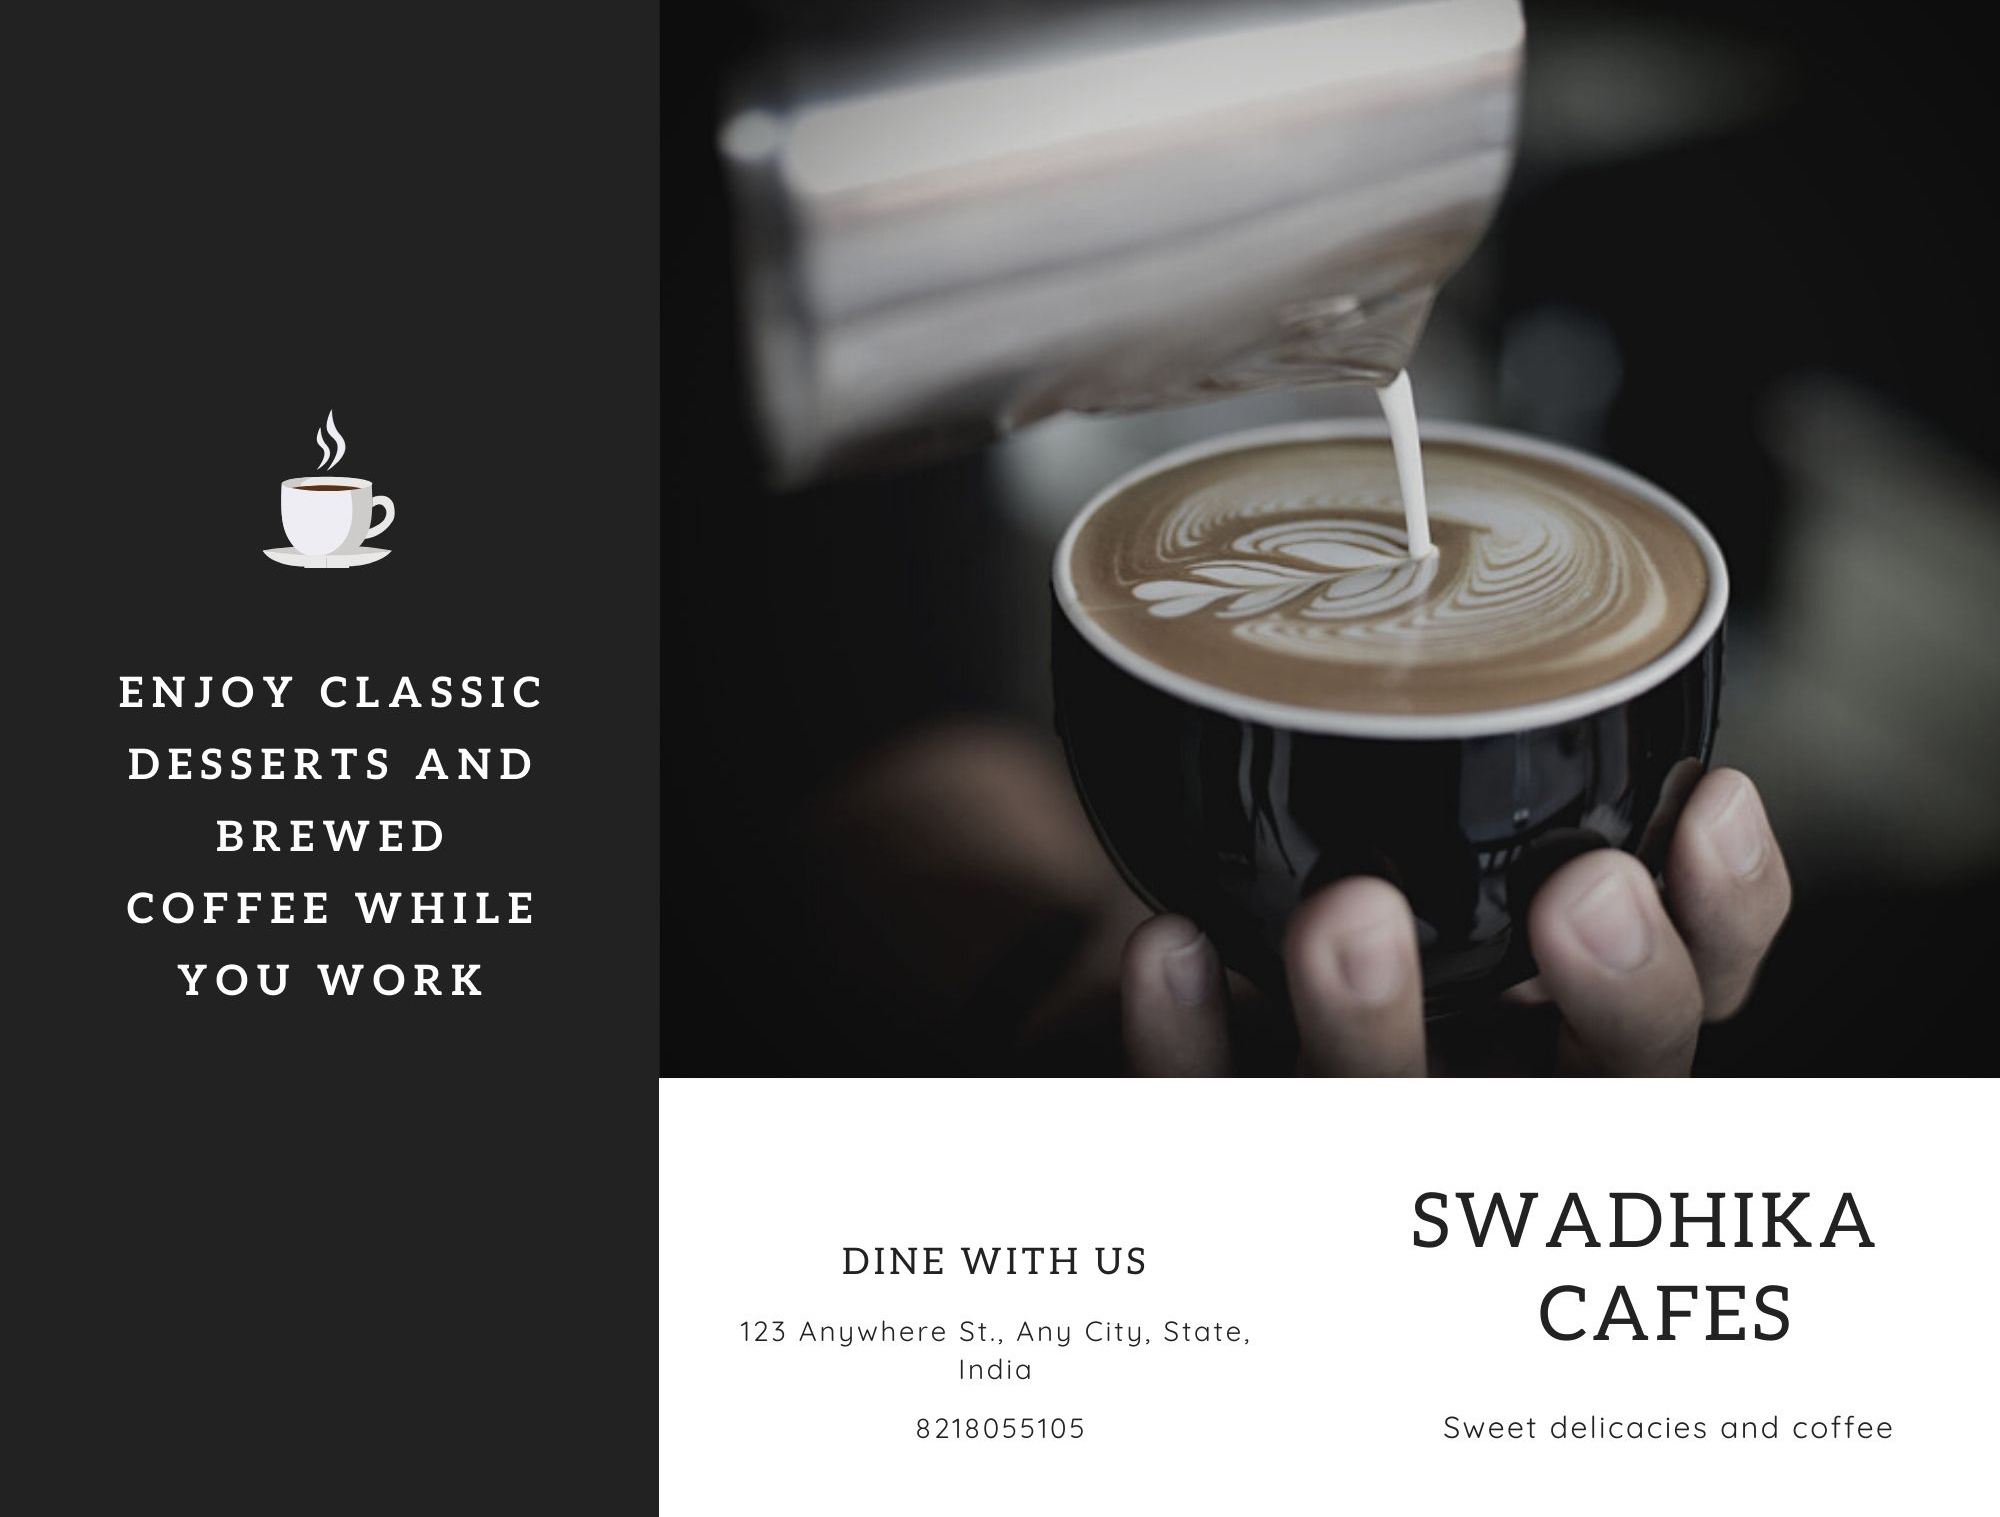 ENJOY CLASSIC
DESSERTS AND
BREWED
COFFEE WHILE
YOU WORK
DINE WITH US
123 Anywhere St., Any City, State,
India
8218055105
SWADHIKA
CAFES
Sweet delicacies and coffee